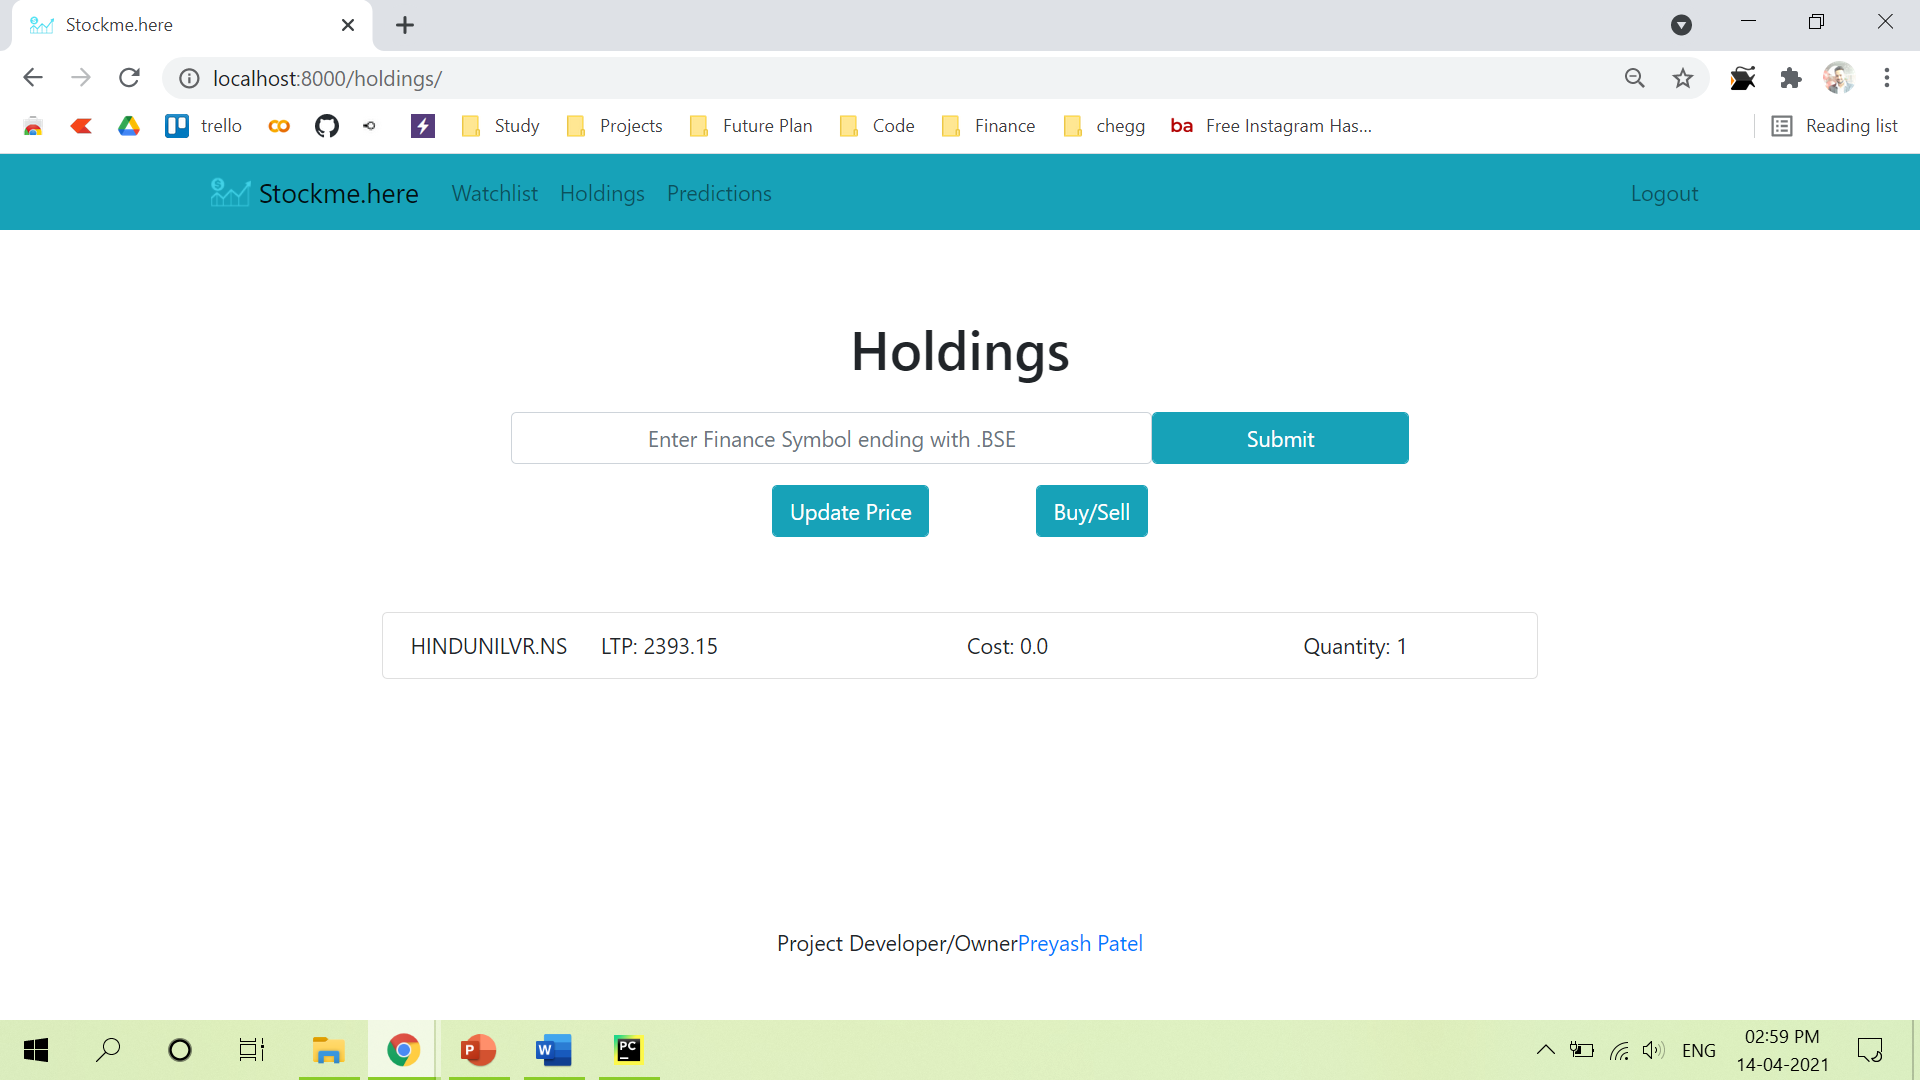 Stockme.here
localhost:8000/holdings/
trello
Study
Projects
Future Plan
Code
Finance
chegg
ba Free Instagram Has...
Reading list
Stockme.here Watchlist Holdings Predictions Logout
Holdings
Enter Finance Symbol ending with .BSE Submit
Update Price Buy/Sell
HINDUNILVR.NS LTP: 2393.15 Cost: 0.0 Quantity: 1
Project Developer/OwnerPreyash Patel
P
W
PC
ENG
02:59 PM
14-04-2021